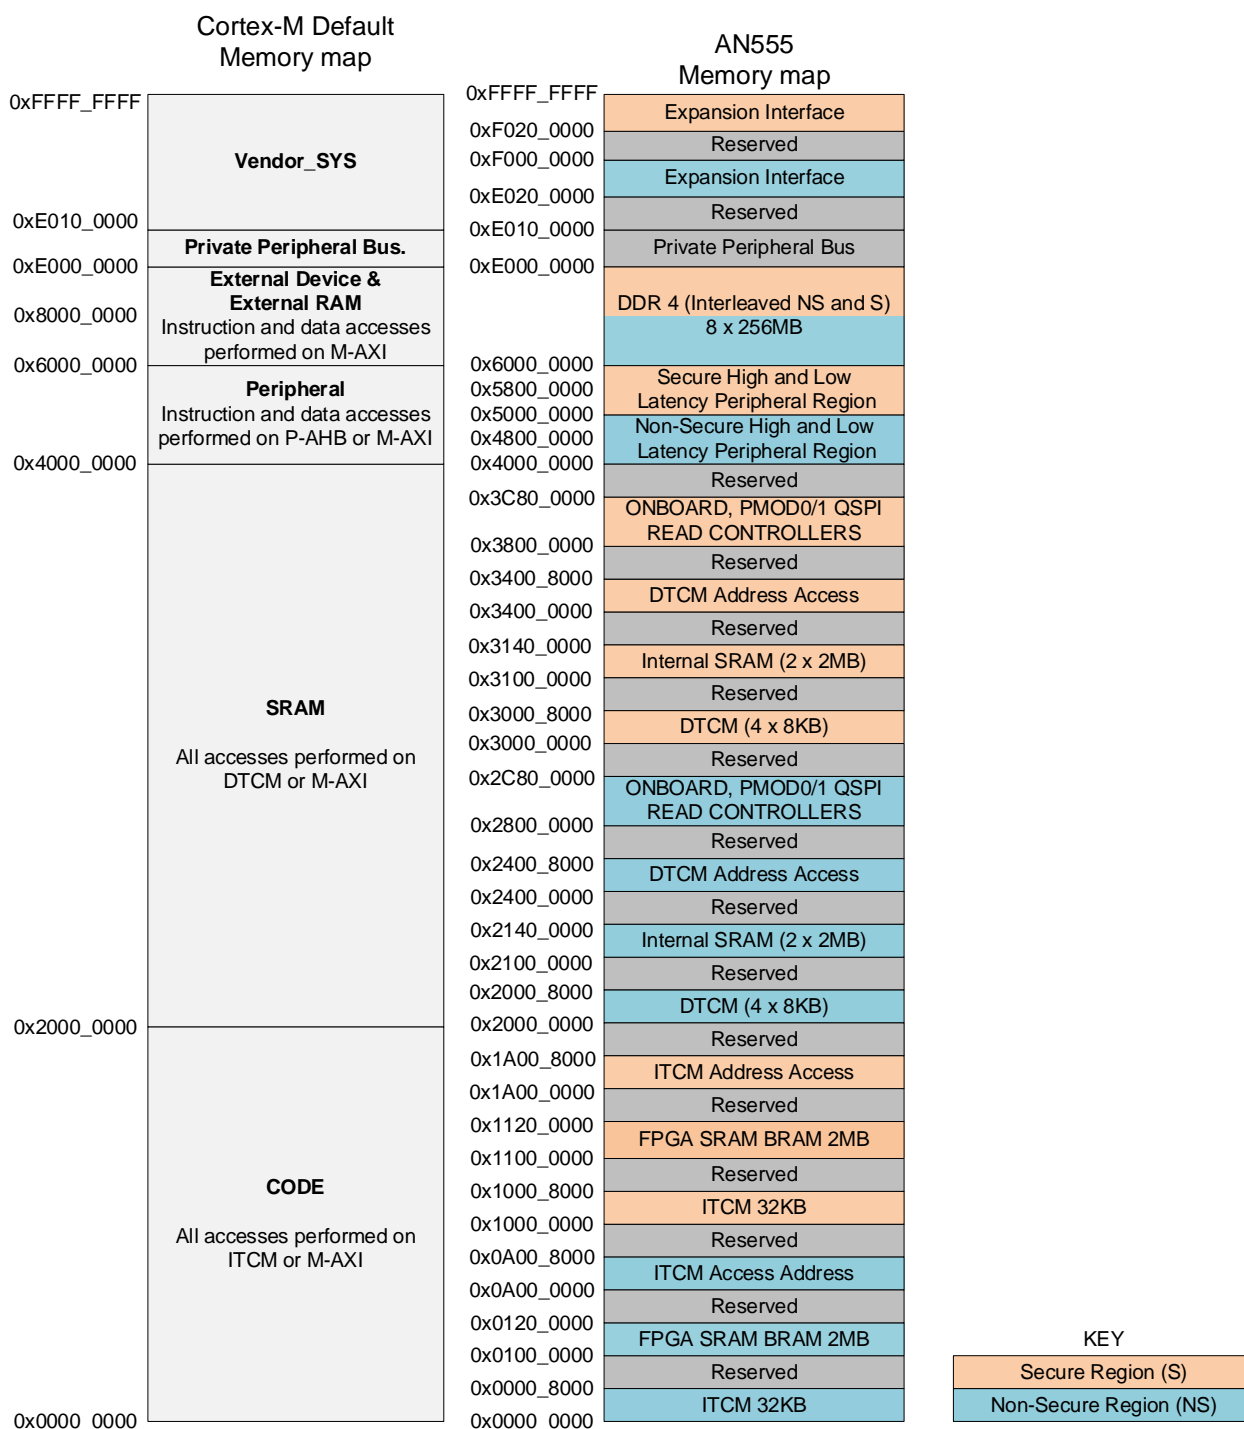 Cortex-M Default
Memory map
0xFFFF_FFFF
Vendor_SYS
0xE010_0000
Private Peripheral Bus.
0xE000_0000
External Device &
External RAM
0x8000_0000
Instruction and data accesses
performed on M-AXI
0x6000_0000
Peripheral
Instruction and data accesses
performed on P-AHB or M-AXI
0x4000_0000
SRAM
All accesses performed on
DTCM or M-AXI
0x2000_0000
CODE
All accesses performed on
ITCM or M-AXI
0x0000_0000
AN555
Memory map
0xFFFF_FFFF
Expansion Interface
0xF020_0000
Reserved
0xF000_0000
Expansion Interface
0xE020_0000
Reserved
0xE010_0000
Private Peripheral Bus
0xE000_0000
DDR 4 (Interleaved NS and S)
8 x 256MB
0x6000_0000
Secure High and Low
0x5800_0000
Latency Peripheral Region
0x5000_0000
Non-Secure High and Low
0x4800_0000
Latency Peripheral Region
0x4000_0000
Reserved
0x3C80_0000
ONBOARD, PMOD0/1 QSPI
READ CONTROLLERS
0x3800_0000
Reserved
0x3400_8000
DTCM Address Access
0x3400_0000
Reserved
0x3140_0000
Internal SRAM (2 x 2MB)
0x3100_0000
Reserved
0x3000_8000
DTCM (4 x 8KB)
0x3000_0000
Reserved
0x2C80_0000
ONBOARD, PMOD0/1 QSPI
READ CONTROLLERS
0x2800_0000
Reserved
0x2400_8000
DTCM Address Access
0x2400_0000
Reserved
0x2140_0000
Internal SRAM (2 x 2MB)
0x2100_0000
Reserved
0x2000_8000
DTCM (4 x 8KB)
0x2000_0000
Reserved
0x1A00_8000
ITCM Address Access
0x1A00_0000
Reserved
0x1120_0000
FPGA SRAM BRAM 2MB
0x1100_0000
Reserved
0x1000_8000
ITCM 32KB
0x1000_0000
Reserved
0x0A00_8000
ITCM Access Address
0x0A00_0000
Reserved
0x0120_0000
FPGA SRAM BRAM 2MB
0x0100_0000
Reserved
0x0000_8000
ITCM 32KB
0x0000_0000
KEY
Secure Region (S)
Non-Secure Region (NS)